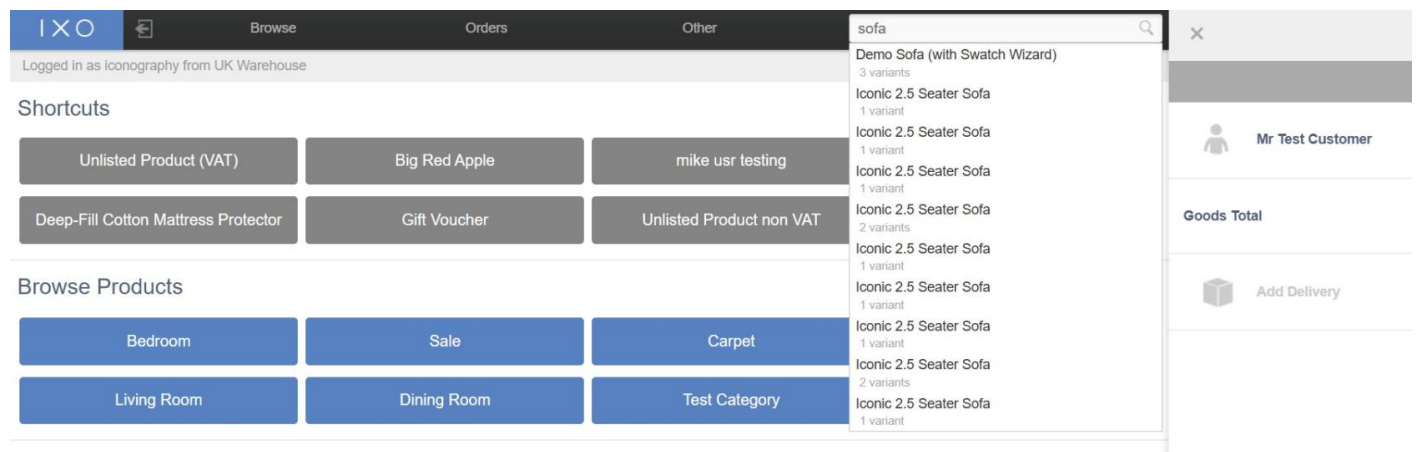 IXO
Browse
Orders
Other
sofa
Logged in as iconography from UK Warehouse
Demo Sofa (with Swatch Wizard)
3 variants
Iconic 2.5 Seater Sofa
1 variant
Iconic 2.5 Seater Sofa
1 variant
Iconic 2.5 Seater Sofa
1 variant
Iconic 2.5 Seater Sofa
2 variants
Iconic 2.5 Seater Sofa
1 variant
Iconic 2.5 Seater Sofa
1 variant
Iconic 2.5 Seater Sofa
1 variant
Iconic 2.5 Seater Sofa
2 variants
Iconic 2.5 Seater Sofa
1 variant
Shortcuts
Unlisted Product (VAT)
Big Red Apple
mike usr testing
Deep-Fill Cotton Mattress Protector
Gift Voucher
Unlisted Product non VAT
Browse Products
Bedroom
Sale
Carpet
Living Room
Dining Room
Test Category
Mr Test Customer
Goods Total
Add Delivery